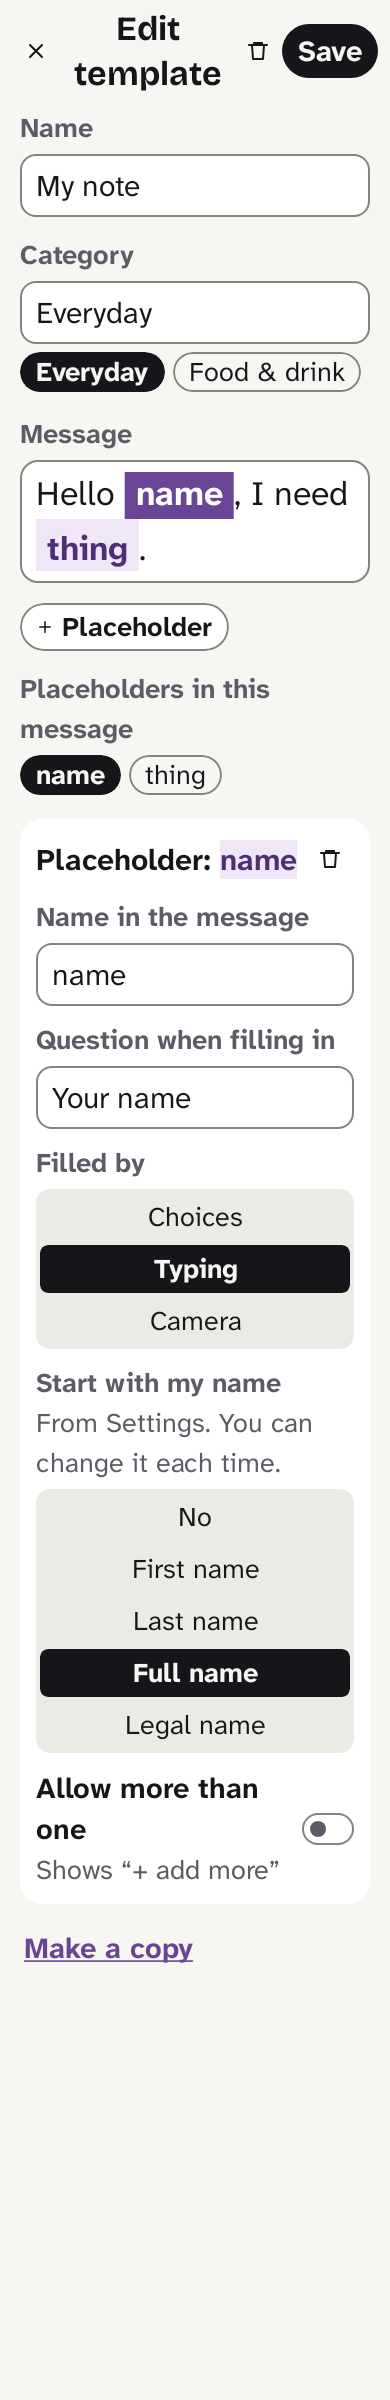 Edit
template
Save
Name
My note
Category
Everyday
Everyday
Food & drink
Message
Hello name, I need
thing.
+ Placeholder
Placeholders in this
message
name
thing
Placeholder: name
Name in the message
name
Question when filling in
Your name
Filled by
Choices
Typing
Camera
Start with my name
From Settings. You can
change it each time.
No
First name
Last name
Full name
Legal name
Allow more than
one
Shows “+ add more”
Make a copy